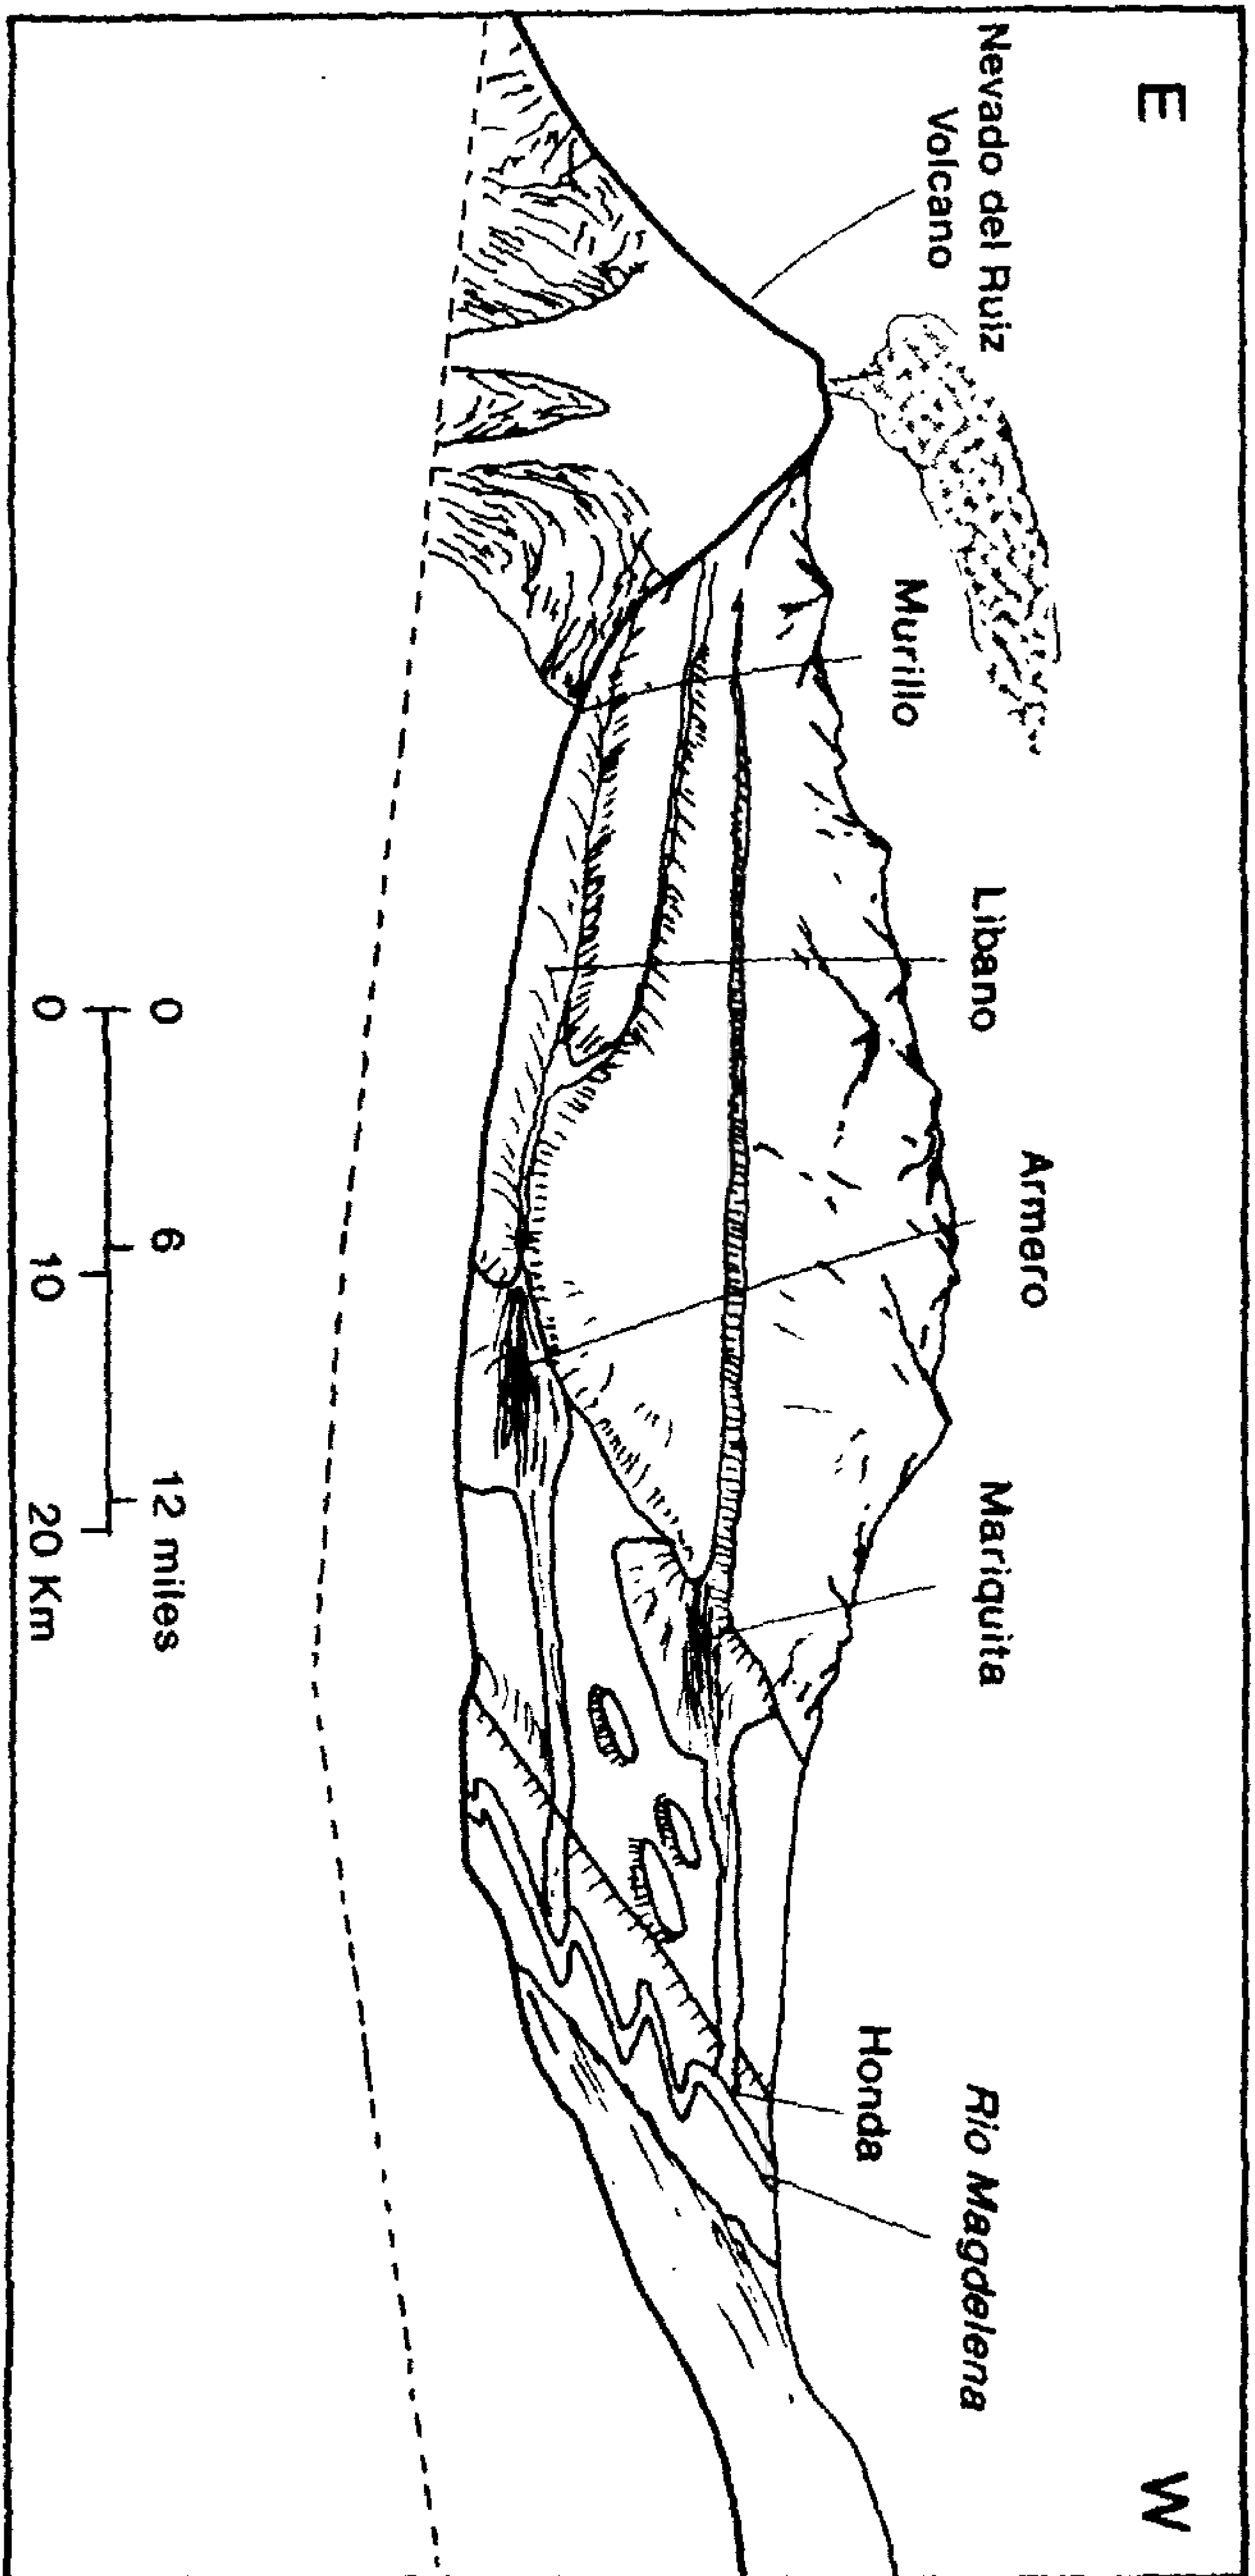 E
W
Nevado del Ruiz
Volcano
Murillo
Libano
Armero
Mariquita
Honda
Rio Magdelena
0 6 12 miles
0 10 20 Km